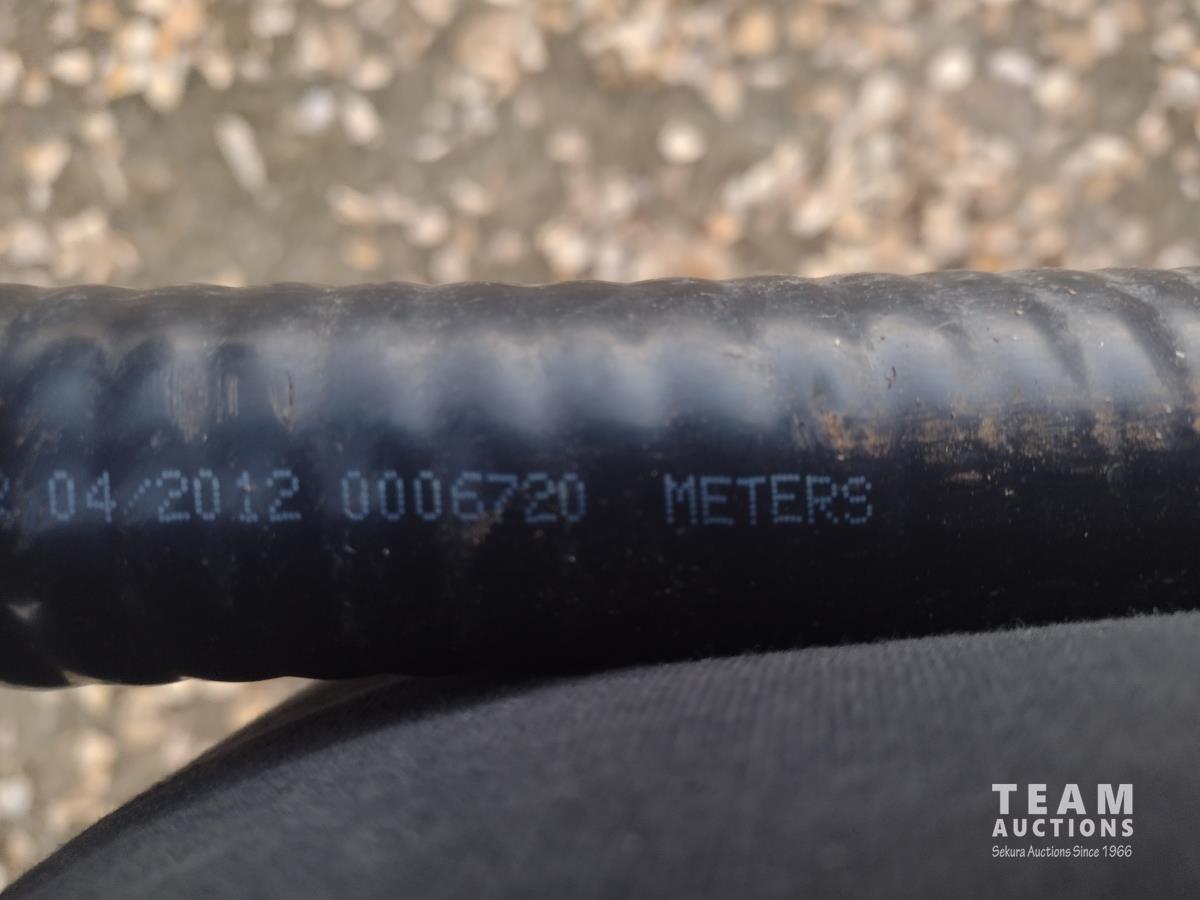 04/2012 0006720 METERS
TEAM
AUCTIONS
Sekura Auctions Since 1966